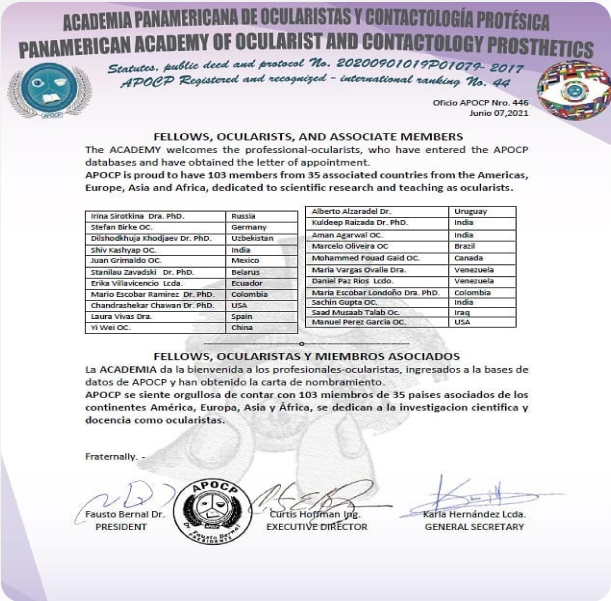 ACADEMIA PANAMERICANA DE OCULARISTAS Y CONTACTOLOGÍA PROTÉSICA
PANAMERICAN ACADEMY OF OCULARIST AND CONTACTOLOGY PROSTHETICS
Statutes, public deed and protocol No. 20200901019P01079- 2017
APOCP Registered and recognized - international ranking No. 44
APOCP
Oficio APOCP Nro. 446
Junio 07,2021
FELLOWS, OCULARISTS, AND ASSOCIATE MEMBERS
The ACADEMY welcomes the professional-ocularists, who have entered the APOCP
databases and have obtained the letter of appointment.
APOCP is proud to have 103 members from 35 associated countries from the Americas,
Europe, Asia and Africa, dedicated to scientific research and teaching as ocularists.
Irina Sirotkina Dra. PhD. Russia
Stefan Birke OC. Germany
Dilshodkhuja Khodjaev Dr. PhD. Uzbekistan
Shiv Kashyap OC. India
Juan Grimaldo OC. Mexico
Stanilau Zavadski Dr. PhD. Belarus
Erika Villavicencio Lcda. Ecuador
Mario Escobar Ramirez Dr. PhD. Colombia
Chandrashekar Chawan Dr. PhD. USA
Laura Vivas Dra. Spain
Yi Wei OC. China
Alberto Alzaradel Dr. Uruguay
Kuldeep Raizada Dr. PhD. India
Aman Agarwal OC. India
Marcelo Oliveira OC Brazil
Mohammed Fouad Gaid OC. Canada
Maria Vargas Ovalle Dra. Venezuela
Daniel Paz Rios Lcdo. Venezuela
Maria Escobar Londoño Dra. PhD. Colombia
Sachin Gupta OC. India
Saad Musaab Talab Oc. Iraq
Manuel Perez Garcia OC. USA
FELLOWS, OCULARISTAS Y MIEMBROS ASOCIADOS
La ACADEMIA da la bienvenida a los profesionales-ocularistas, ingresados a la bases de
datos de APOCP y han obtenido la carta de nombramiento.
APOCP se siente orgullosa de contar con 103 miembros de 35 paises asociados de los
continentes América, Europa, Asia y África, se dedican a la investigacion cientifica y
docencia como ocularistas.
Fraternally. -
APOCP
Dr. Fausto Bernal
PRESIDENTE
Fausto Bernal Dr.
PRESIDENT
Curtis Hoffman Ing.
EXECUTIVE DIRECTOR
Karla Hernández Lcda.
GENERAL SECRETARY